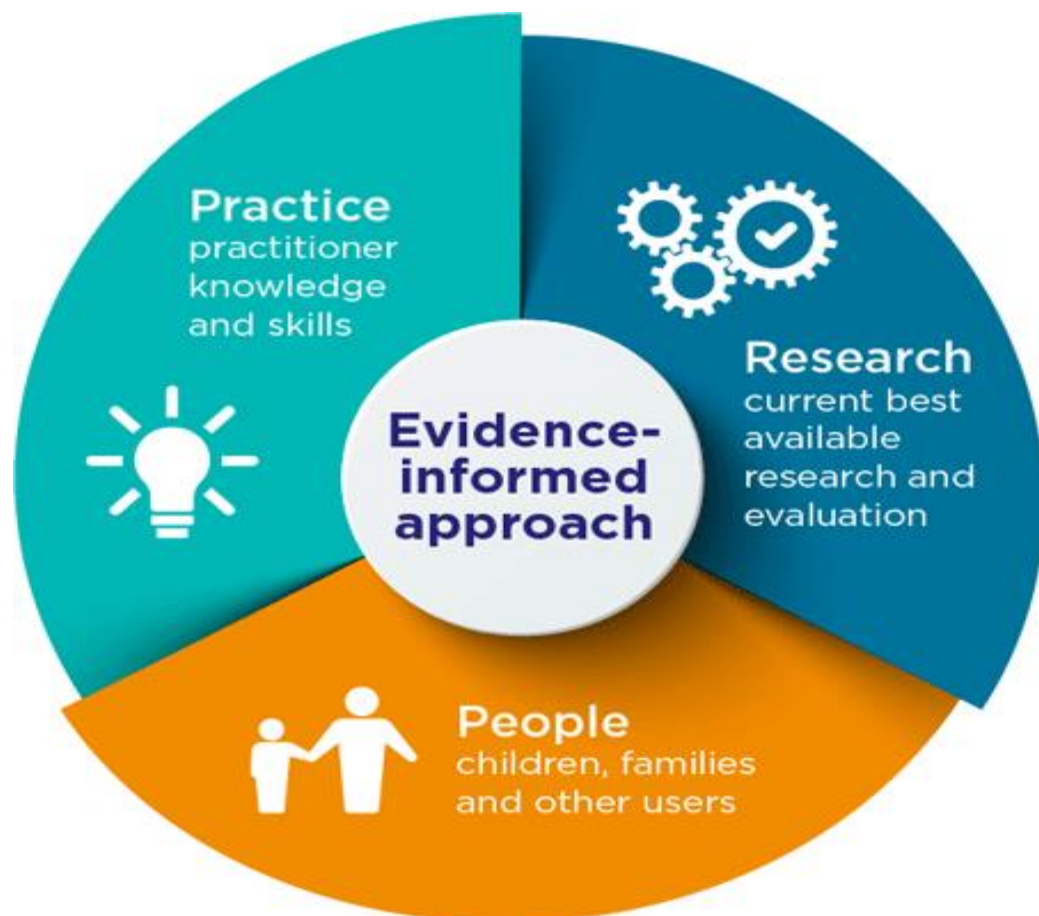 Practice
practitioner
knowledge
and skills
Research
current best
available
research and
evaluation
Evidence-
informed
approach
People
children, families
and other users